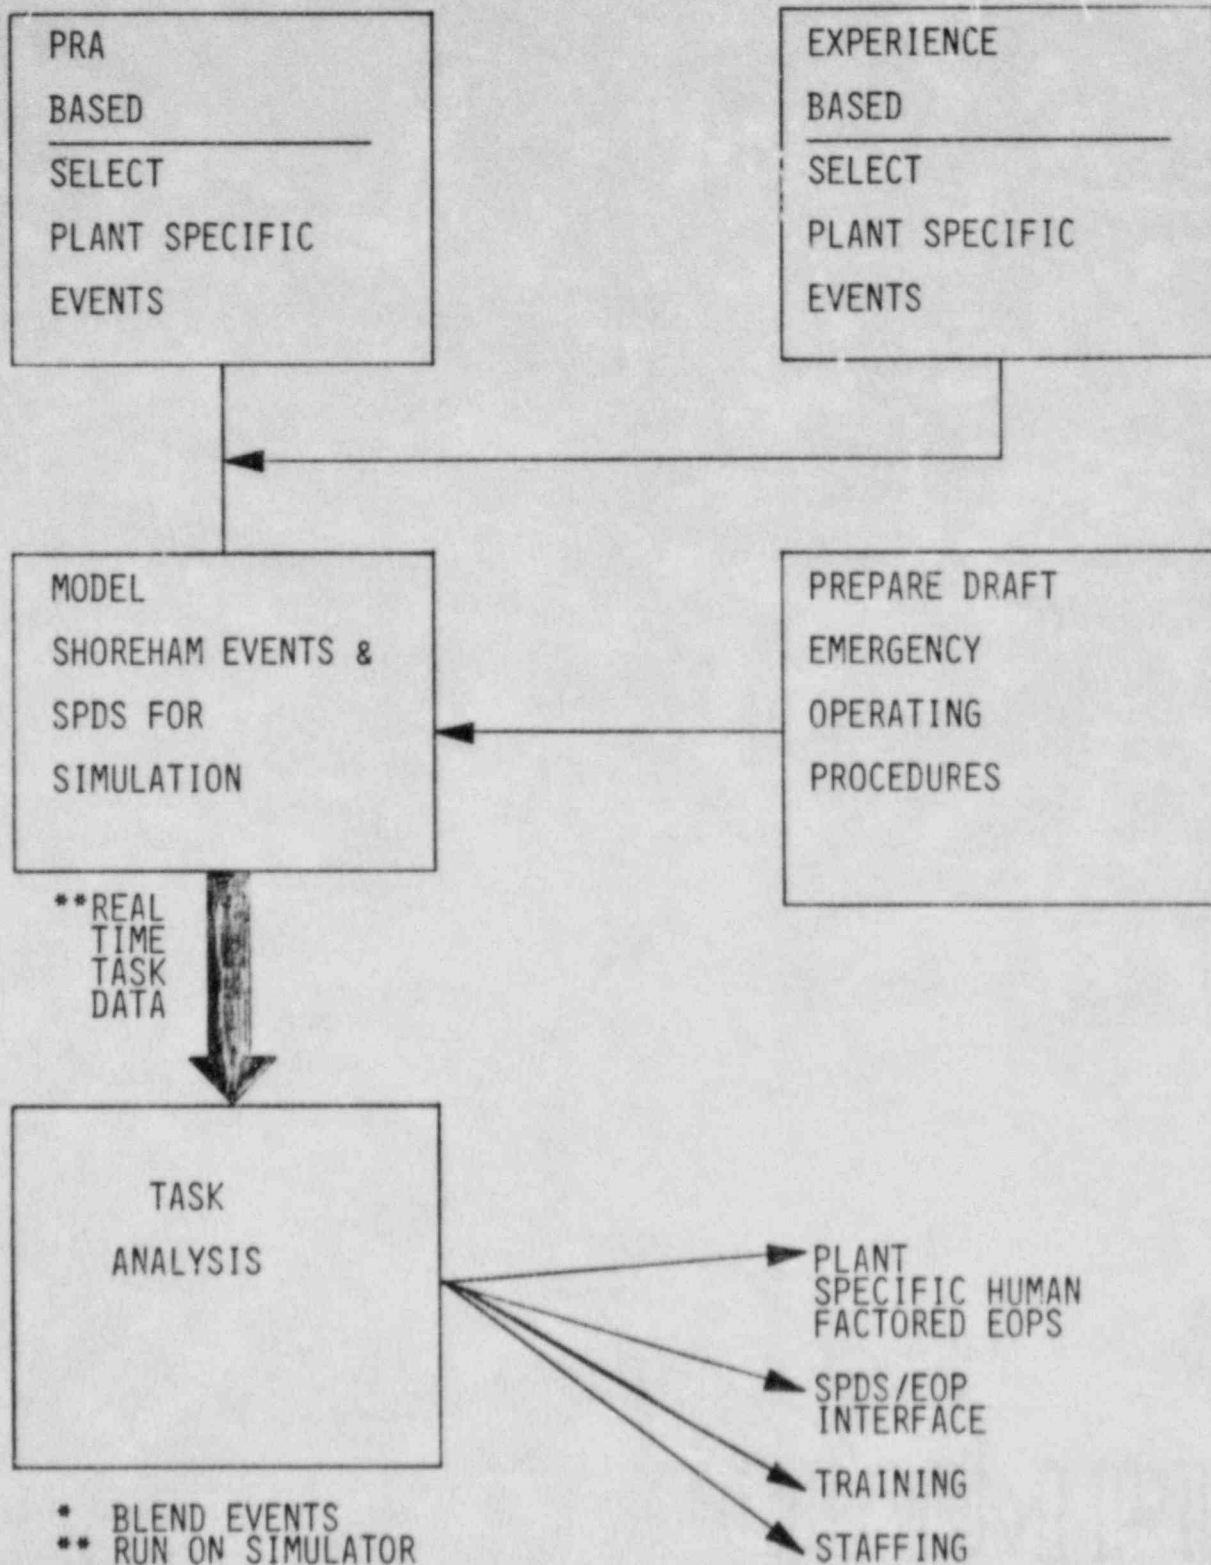 PRA
BASED
SELECT
PLANT SPECIFIC
EVENTS
EXPERIENCE
BASED
SELECT
PLANT SPECIFIC
EVENTS
MODEL
SHOREHAM EVENTS &
SPDS FOR
SIMULATION
PREPARE DRAFT
EMERGENCY
OPERATING
PROCEDURES
**REAL
TIME
TASK
DATA
TASK
ANALYSIS
PLANT
SPECIFIC HUMAN
FACTORED EOPS
SPDS/EOP
INTERFACE
TRAINING
STAFFING
* BLEND EVENTS
** RUN ON SIMULATOR